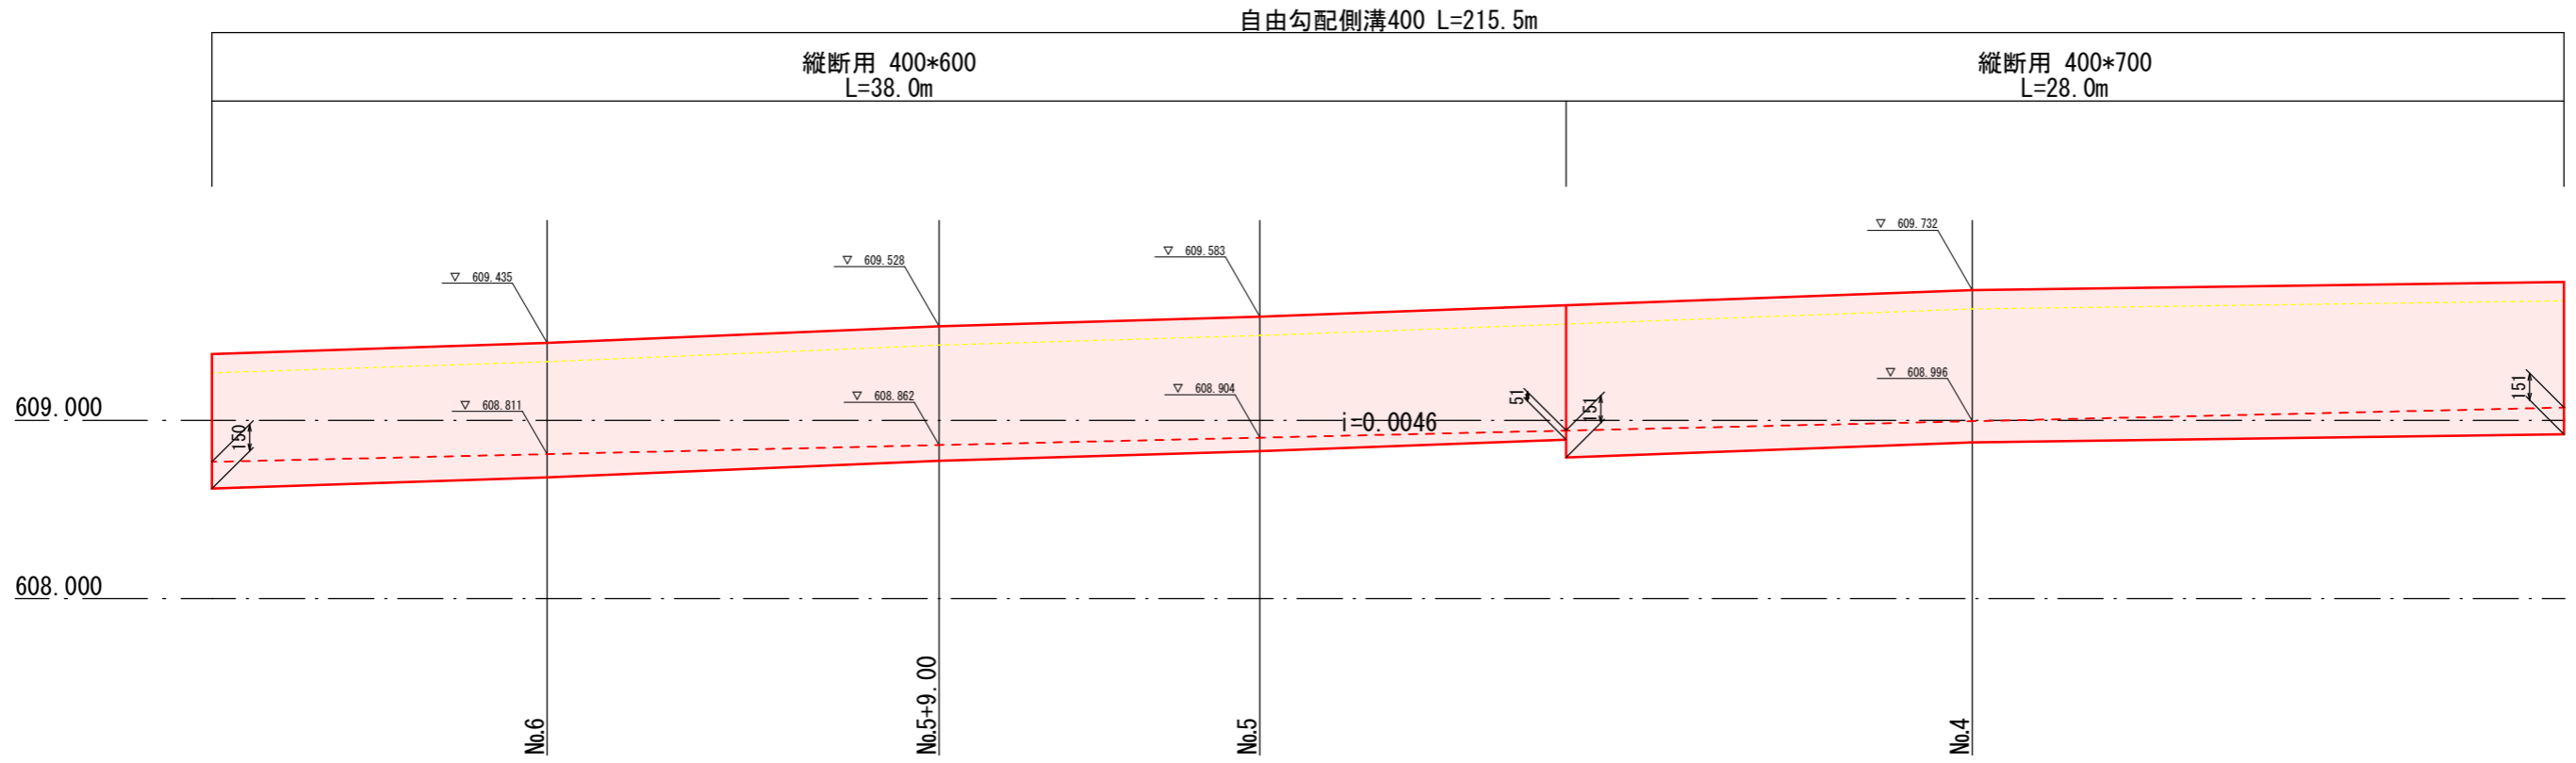 自由勾配側溝400 L=215.5m
縦断用 400*600
L=38.0m
縦断用 400*700
L=28.0m
▽ 609.435
▽ 609.528
▽ 609.583
▽ 609.732
▽ 608.811
▽ 608.862
▽ 608.904
▽ 608.996
609.000
150
i=0.0046
51
151
151
608.000
No.6
No.5+9.00
No.5
No.4